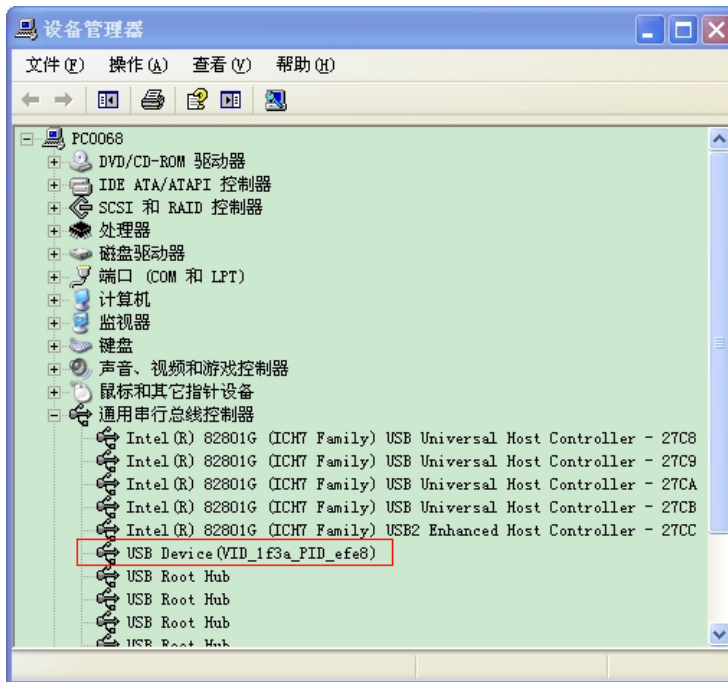 设备管理器
文件(F) 操作(A) 查看(V) 帮助(H)
PC0068
DVD/CD-ROM 驱动器
IDE ATA/ATAPI 控制器
SCSI 和 RAID 控制器
处理器
磁盘驱动器
端口 (COM 和 LPT)
计算机
监视器
键盘
声音、视频和游戏控制器
鼠标和其它指针设备
通用串行总线控制器
Intel(R) 82801G (ICH7 Family) USB Universal Host Controller - 27C8
Intel(R) 82801G (ICH7 Family) USB Universal Host Controller - 27C9
Intel(R) 82801G (ICH7 Family) USB Universal Host Controller - 27CA
Intel(R) 82801G (ICH7 Family) USB Universal Host Controller - 27CB
Intel(R) 82801G (ICH7 Family) USB2 Enhanced Host Controller - 27CC
USB Device(VID_1f3a_PID_efe8)
USB Root Hub
USB Root Hub
USB Root Hub
USB Root Hub